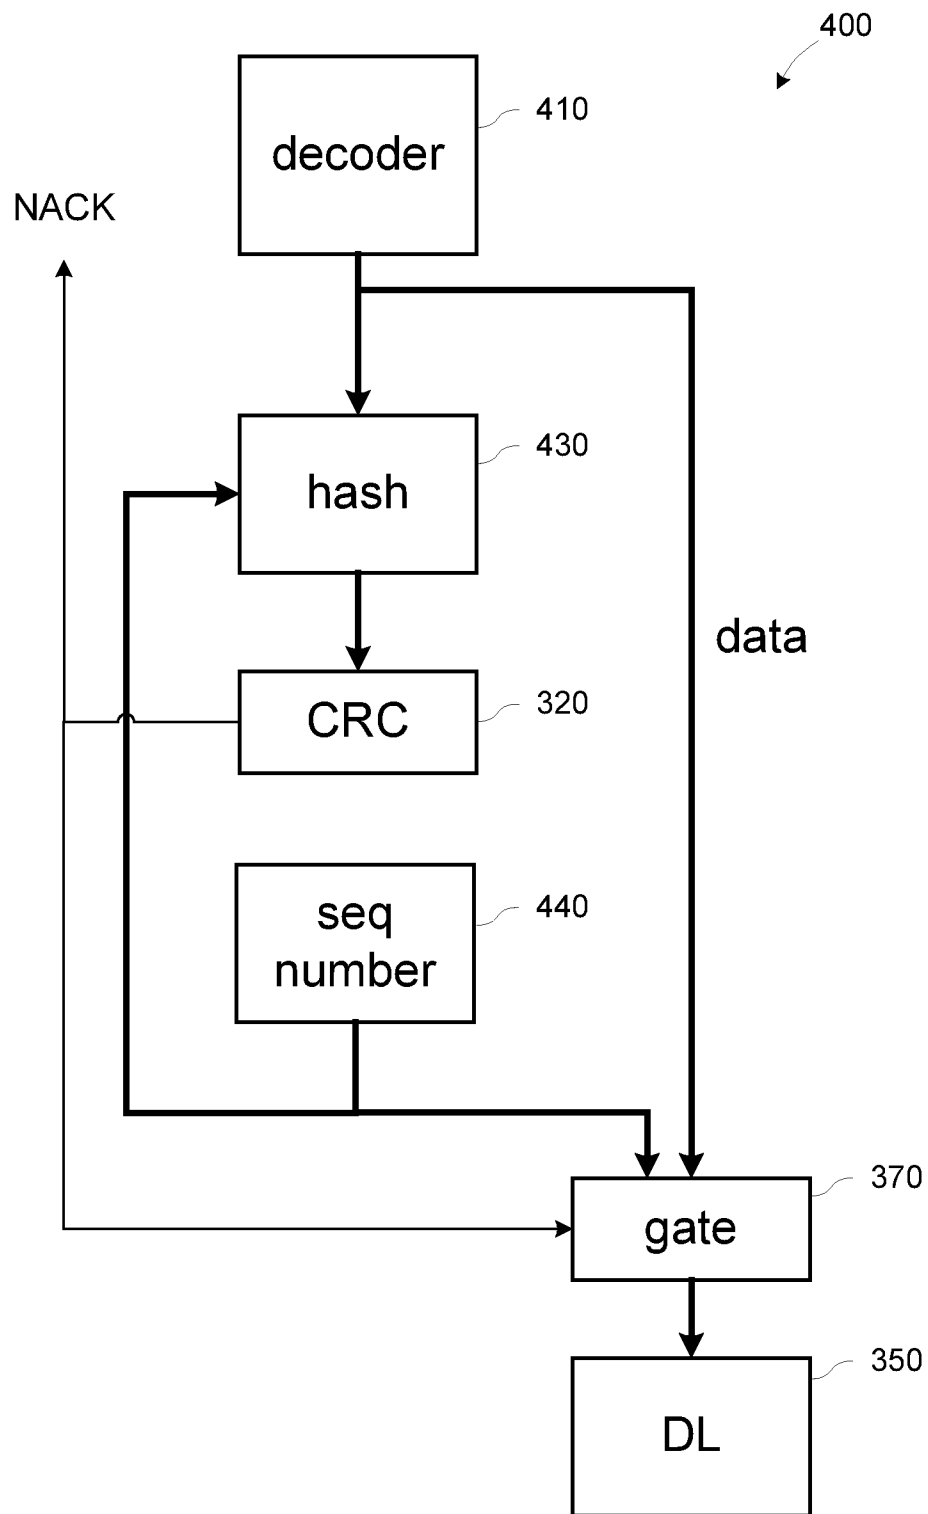 400
decoder
410
NACK
hash
430
data
CRC
320
seq
number
440
gate
370
DL
350